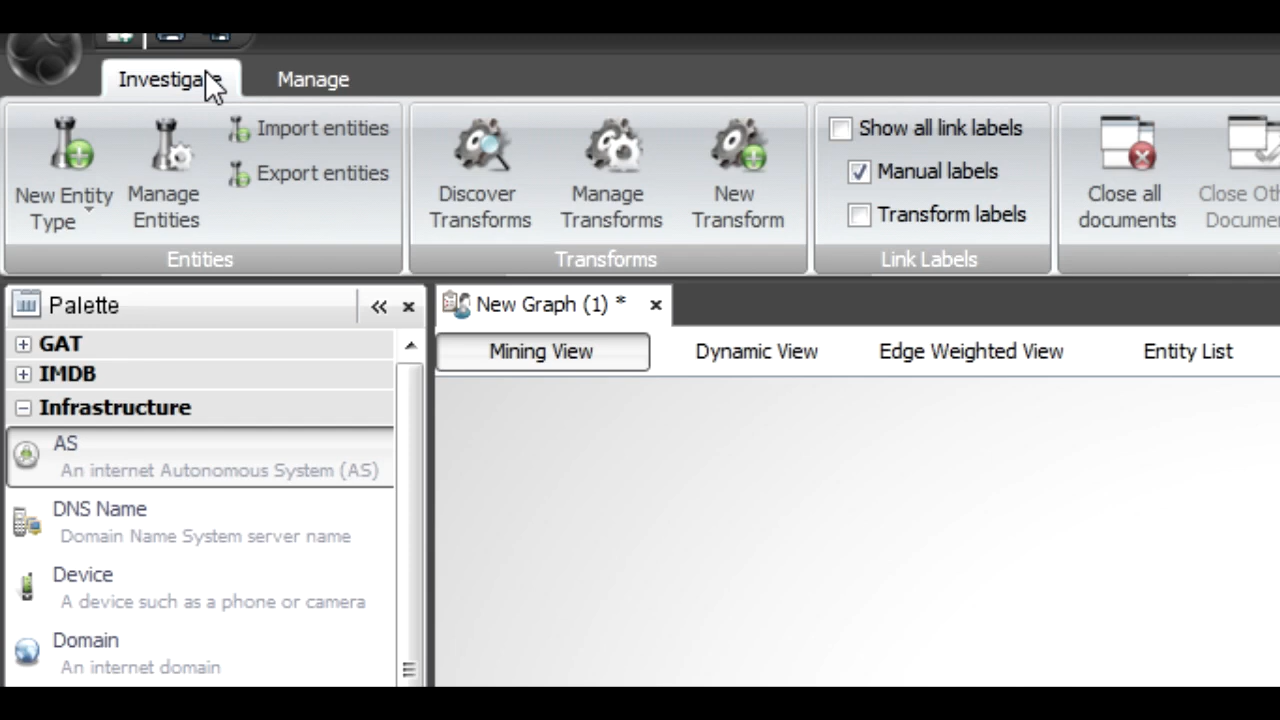 Investigate
Manage
New Entity Type
Manage Entities
Import entities
Export entities
Entities
Discover Transforms
Manage Transforms
New Transform
Transforms
Show all link labels
Manual labels
Transform labels
Link Labels
Close all documents
Close
Palette
New Graph (1) *
GAT
IMDB
Infrastructure
AS
An internet Autonomous System (AS)
DNS Name
Domain Name System server name
Device
A device such as a phone or camera
Domain
An internet domain
Mining View
Dynamic View
Edge Weighted View
Entity List